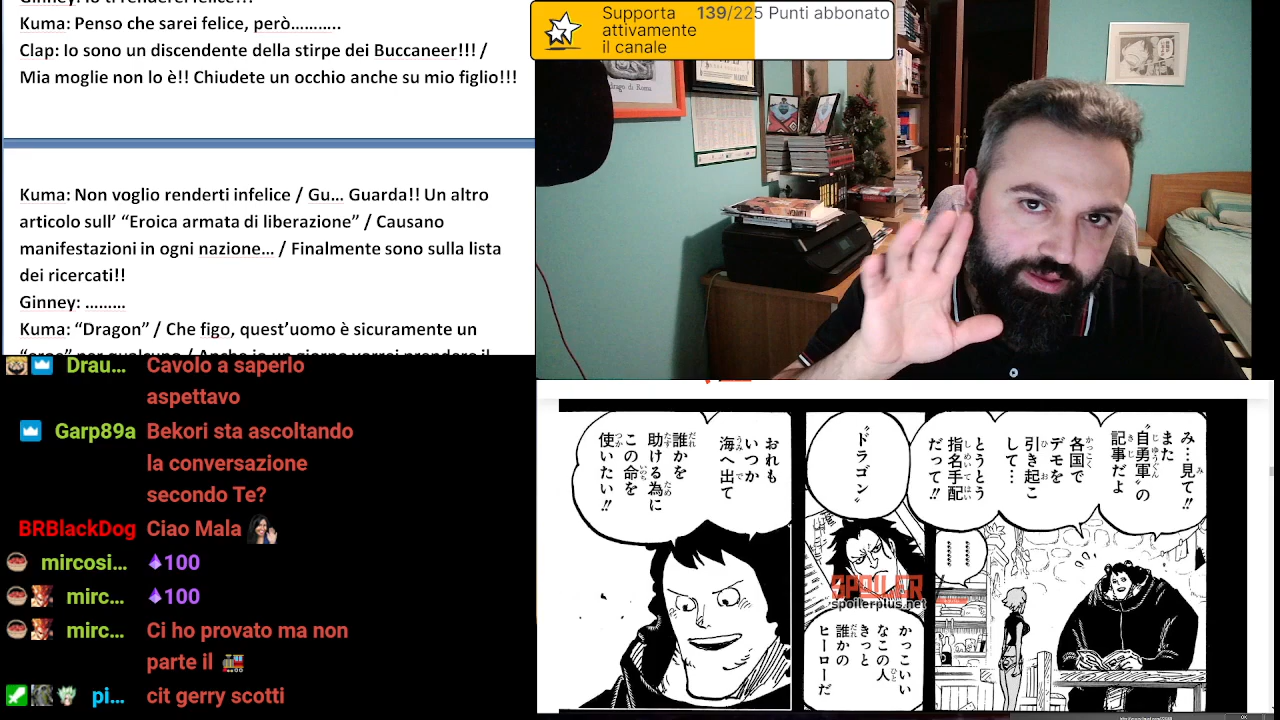 Ginney: Io ti renderei felice!!!
Kuma: Penso che sarei felice, però………..
Clap: Io sono un discendente della stirpe dei Buccaneer!!! /
Mia moglie non lo è!! Chiudete un occhio anche su mio figlio!!!
Kuma: Non voglio renderti infelice / Gu… Guarda!! Un altro
articolo sull’ “Eroica armata di liberazione” / Causano
manifestazioni in ogni nazione… / Finalmente sono sulla lista
dei ricercati!!
Ginney: ………
Kuma: “Dragon” / Che figo, quest’uomo è sicuramente un
Supporta
attivamente
il canale
139/225 Punti abbonato
Drau…
Cavolo a saperlo
aspettavo
Garp89a
Bekori sta ascoltando
la conversazione
secondo Te?
BRBlackDog
Ciao Mala
mircosi…
100
mirc…
100
mirc…
Ci ho provato ma non
parte il
pi…
cit gerry scotti
み…見て!!
また
“自勇軍”の
記事だよ
各国で
デモを
引き起こ
して…
とうとう
指名手配
だって!!
………
“ドラゴン”
かっこいい
なこの人
きっと
誰かの
ヒーローだ
おれも
いつか
海へ出て
誰かを
助ける為に
この命を
使いたい!!
SPOILER
spoilerplus.net